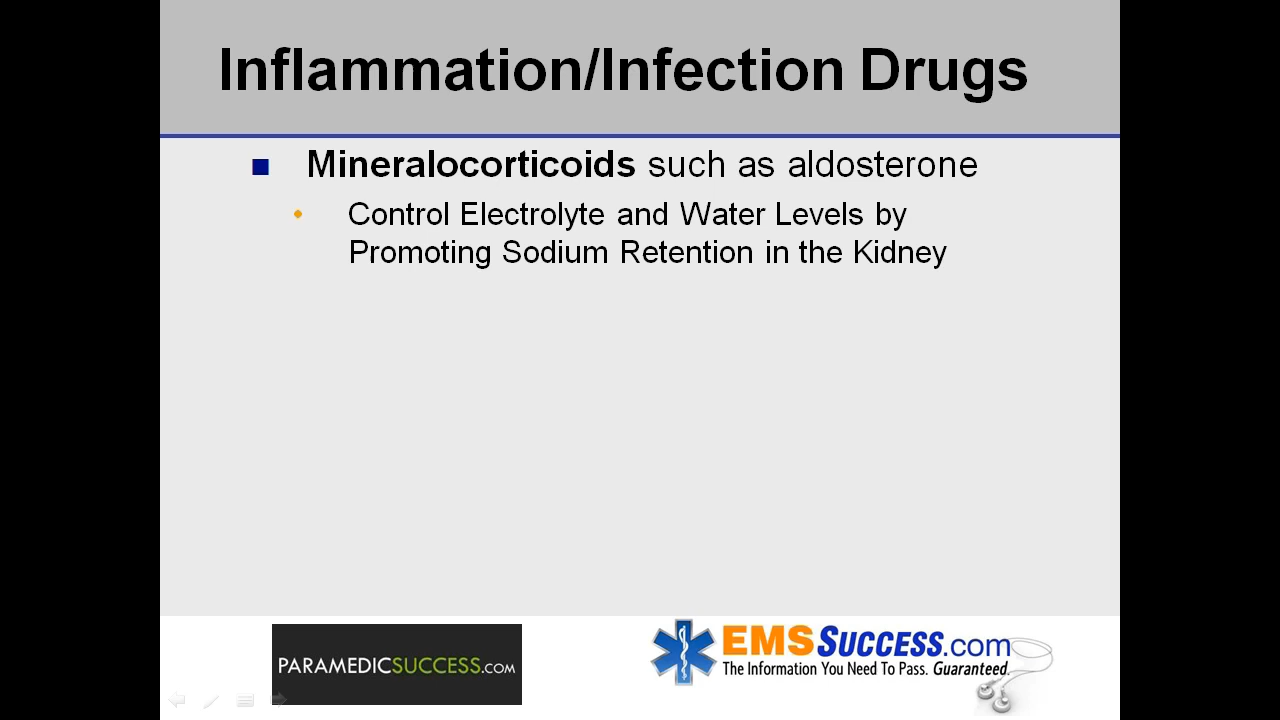 Inflammation/Infection Drugs
Mineralocorticoids such as aldosterone
Control Electrolyte and Water Levels by
Promoting Sodium Retention in the Kidney
PARAMEDICSUCCESS.COM
EMSSUCCESS.com
The Information You Need To Pass. Guaranteed.